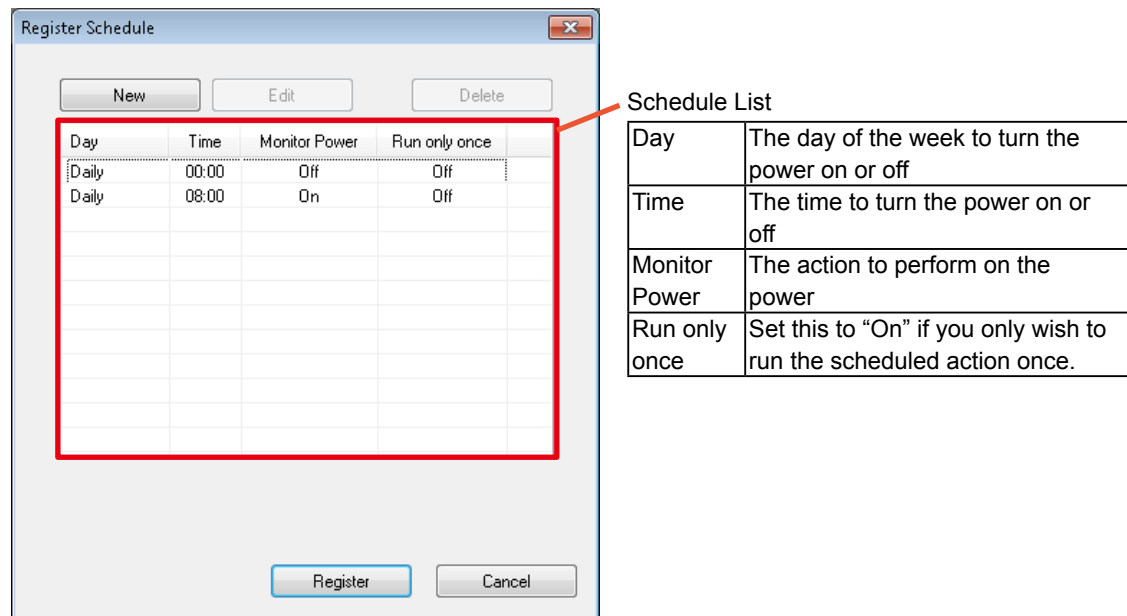 Register Schedule
New Edit Delete
Day Time Monitor Power Run only once
Daily 00:00 Off Off
Daily 08:00 On Off
Register Cancel
Schedule List
Day The day of the week to turn the
power on or off
Time The time to turn the power on or
off
Monitor The action to perform on the
Power power
Run only Set this to “On” if you only wish to
once run the scheduled action once.